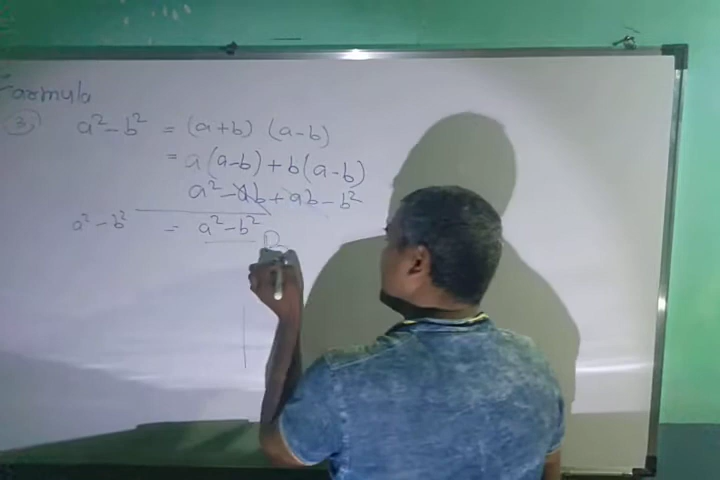 Formula
3 a² - b² = (a+b) (a-b)
= a(a-b) + b(a-b)
a² - ab + ab - b²
a² - b² = a² - b²